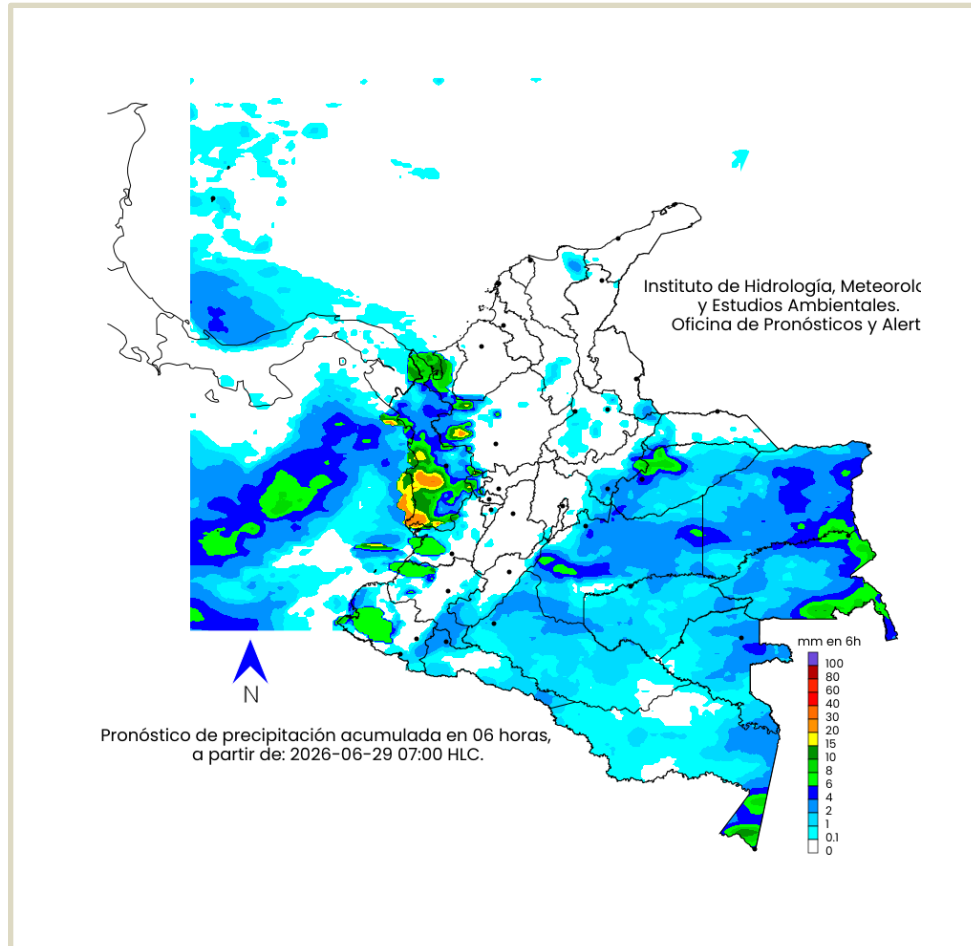 Instituto de Hidrología, Meteorolo
y Estudios Ambientales.
Oficina de Pronósticos y Alert
mm en 6h
100
80
60
40
30
20
15
10
8
6
4
2
1
0.1
0
N
Pronóstico de precipitación acumulada en 06 horas,
a partir de: 2026-06-29 07:00 HLC.